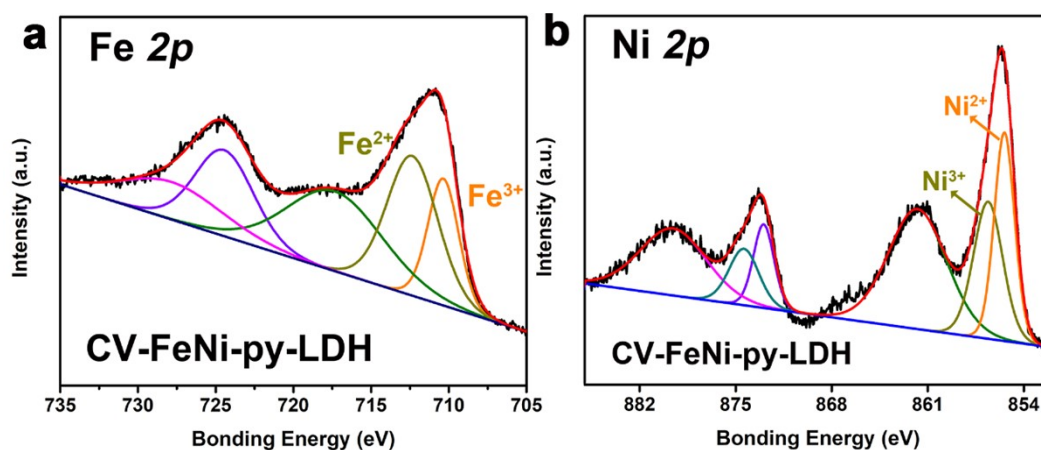 a
Fe 2p
Fe²⁺
Fe³⁺
CV-FeNi-py-LDH
Intensity (a.u.)
735 730 725 720 715 710 705
Bonding Energy (eV)
b
Ni 2p
Ni²⁺
Ni³⁺
CV-FeNi-py-LDH
Intensity (a.u.)
882 875 868 861 854
Bonding Energy (eV)